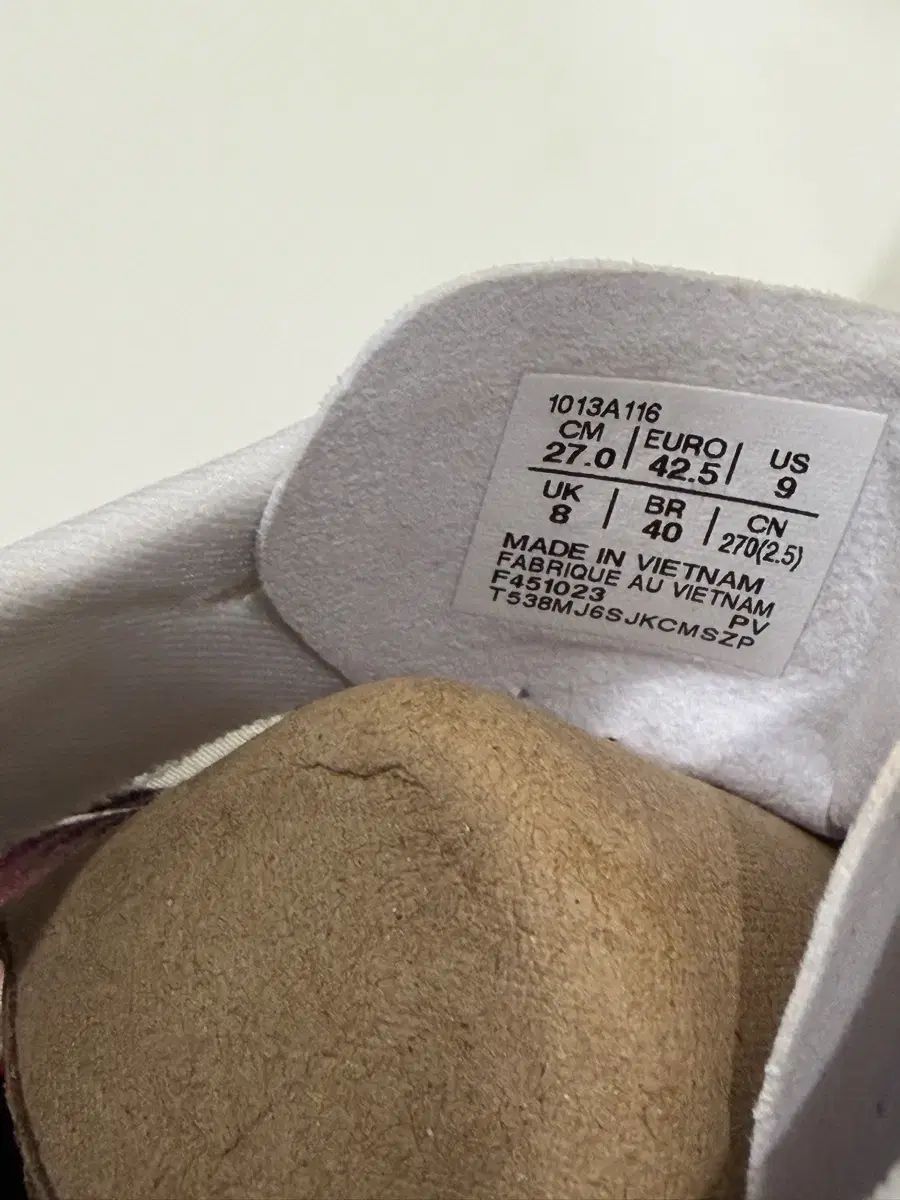 1013A116
CM | EURO | US
27.0 | 42.5 | 9
UK | BR | CN
8 | 40 | 270(2.5)
MADE IN VIETNAM
FABRIQUE AU VIETNAM
F451023 PV
T538MJ6SJKCMSZP